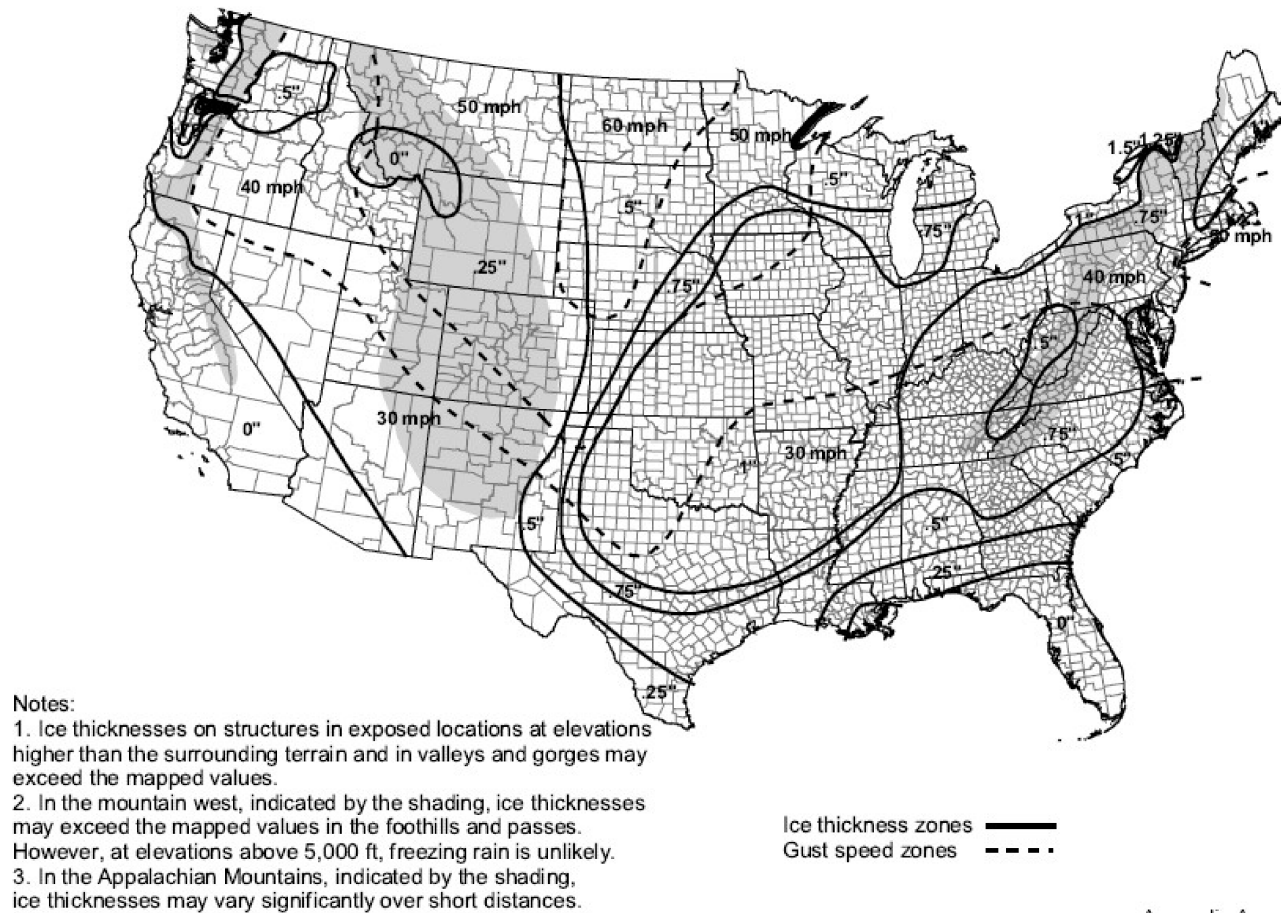 .5"
50 mph
60 mph
50 mph
0"
.5"
1.5"
1.25"
40 mph
.5"
.75"
1"
.75"
50 mph
.25"
.75"
40 mph
.5"
30 mph
0"
1"
30 mph
.75"
.5"
.5"
.5"
.75"
.25"
0"
.25"
Notes:
1. Ice thicknesses on structures in exposed locations at elevations
higher than the surrounding terrain and in valleys and gorges may
exceed the mapped values.
2. In the mountain west, indicated by the shading, ice thicknesses
may exceed the mapped values in the foothills and passes.
However, at elevations above 5,000 ft, freezing rain is unlikely.
3. In the Appalachian Mountains, indicated by the shading,
ice thicknesses may vary significantly over short distances.
Ice thickness zones
Gust speed zones